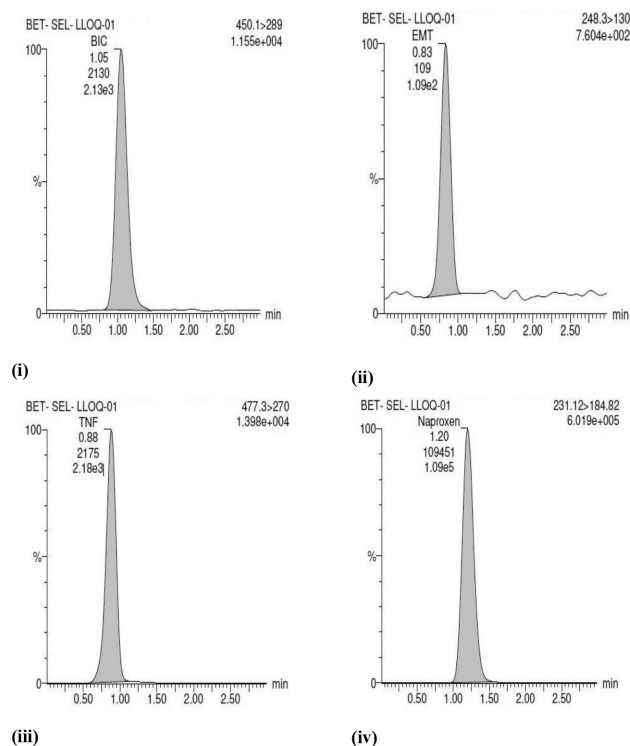 BET- SEL- LLOQ-01 450.1>289
BIC 1.155e+004
1.05
2130
2.13e3
100
%
0
0.50 1.00 1.50 2.00 2.50 min
(i)
BET- SEL- LLOQ-01 248.3>130
EMT 7.604e+002
0.83
109
1.09e2
100
%
0
0.50 1.00 1.50 2.00 2.50 min
(ii)
BET-SEL-LLOQ-01 477.3>270
TNF 1.398e+004
0.88
2175
2.18e3
100
%
0
0.50 1.00 1.50 2.00 2.50 min
(iii)
BET- SEL- LLOQ-01 231.12>184.82
Naproxen 6.019e+005
1.20
109451
1.09e5
100
%
0
0.50 1.00 1.50 2.00 2.50 min
(iv)